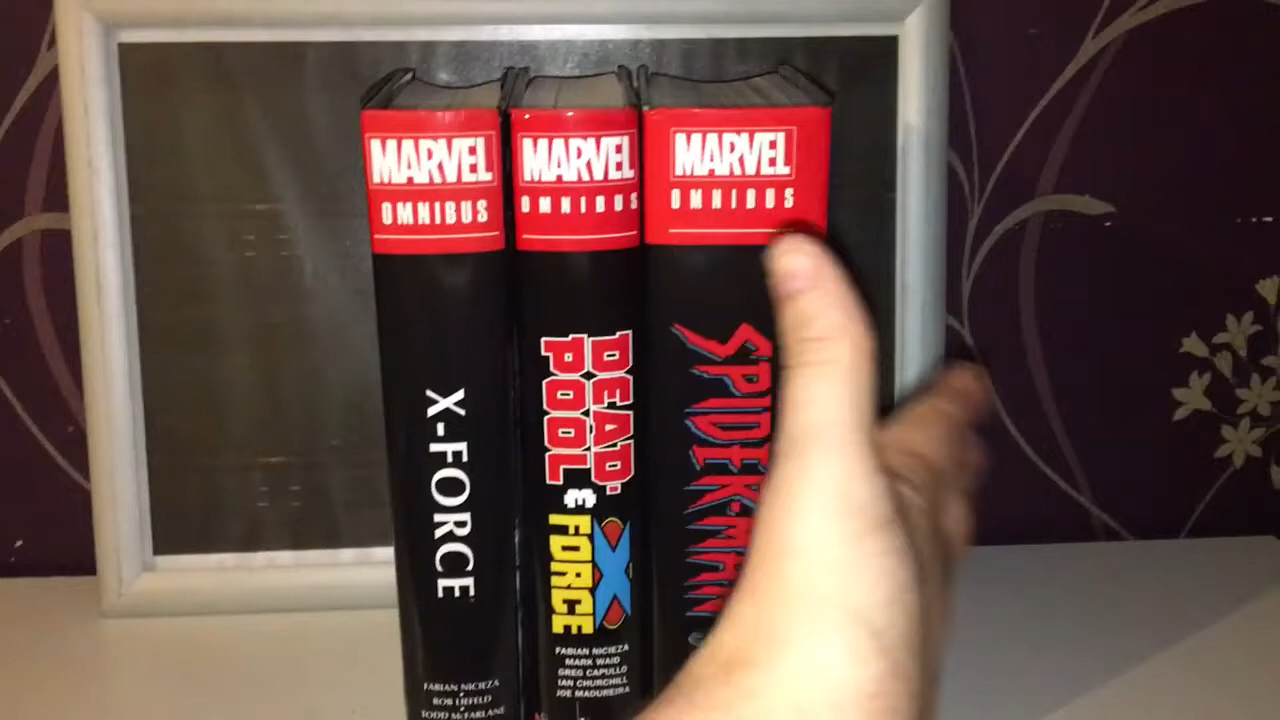 MARVEL
OMNIBUS
X-FORCE
FABIAN NICIEZA
ROB LIEFELD
TODD McFARLANE
MARVEL
OMNIBUS
DEAD-
POOL
&
X
FORCE
FABIAN NICIEZA
MARK WAID
GREG CAPULLO
IAN CHURCHILL
JOE MADUREIRA
MARVEL
OMNIBUS
SPIDER-MAN